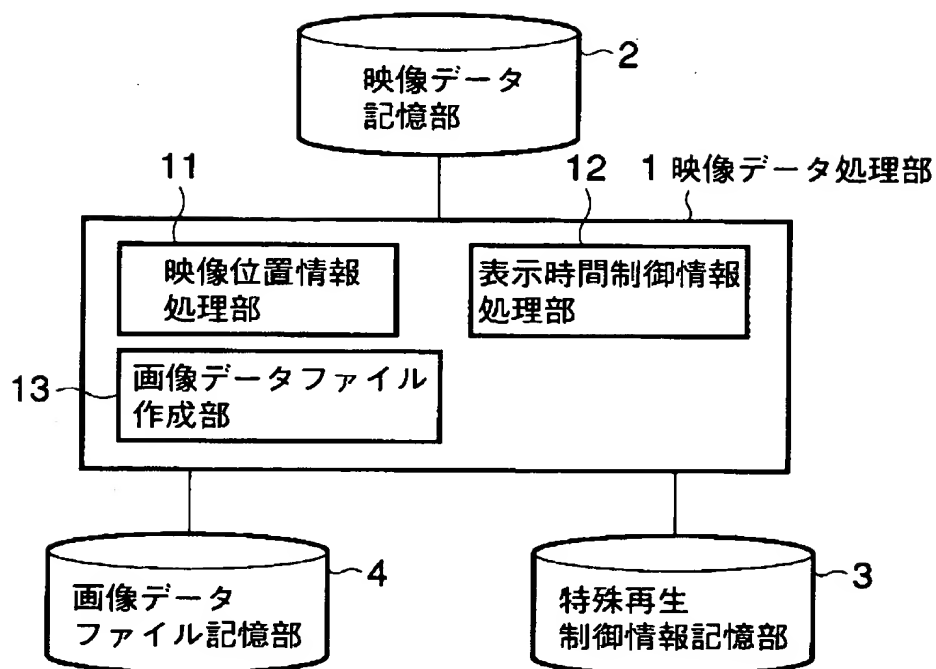 2
映像データ
記憶部
1 映像データ処理部
11
12
映像位置情報
処理部
表示時間制御情報
処理部
13
画像データファイル
作成部
4
画像データ
ファイル記憶部
3
特殊再生
制御情報記憶部